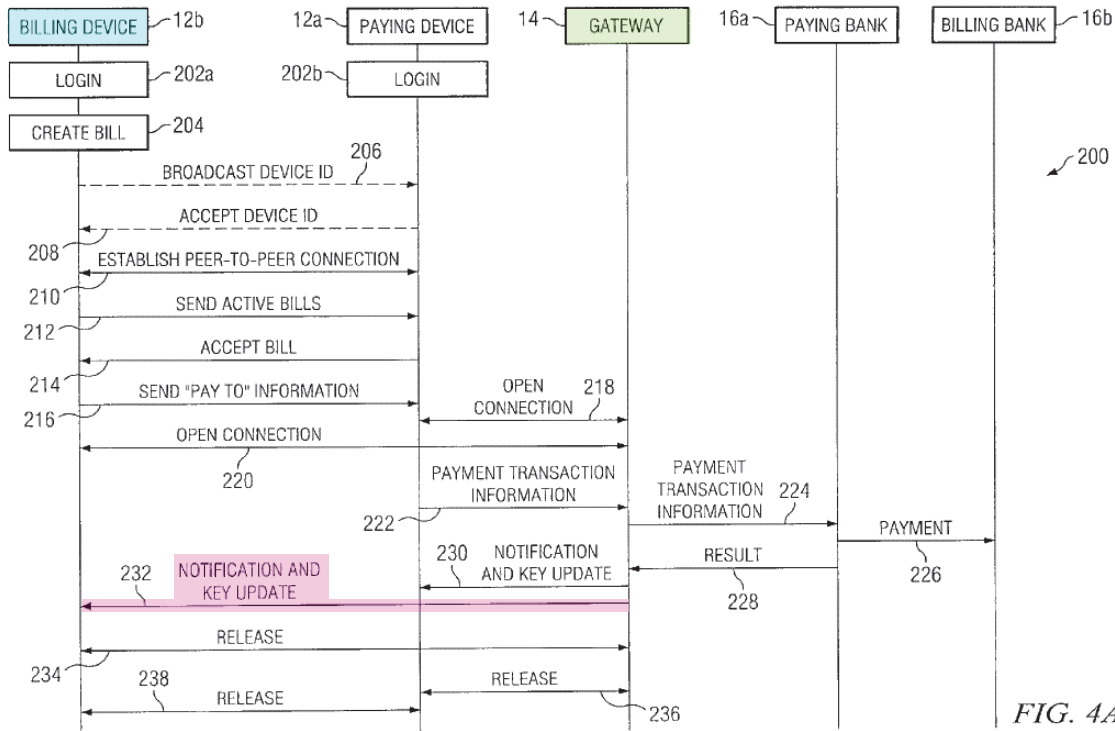 BILLING DEVICE 12b
PAYING DEVICE 12a
GATEWAY 14
PAYING BANK 16a
BILLING BANK 16b
LOGIN 202a
LOGIN 202b
CREATE BILL 204
200
BROADCAST DEVICE ID 206
ACCEPT DEVICE ID
208
ESTABLISH PEER-TO-PEER CONNECTION
210
SEND ACTIVE BILLS
212
ACCEPT BILL
214
SEND "PAY TO" INFORMATION
216
OPEN
CONNECTION
218
OPEN CONNECTION
220
PAYMENT TRANSACTION
INFORMATION
222
PAYMENT
TRANSACTION
INFORMATION
224
PAYMENT
226
RESULT
228
NOTIFICATION
AND KEY UPDATE
230
NOTIFICATION AND
KEY UPDATE
232
RELEASE
234
RELEASE
236
RELEASE
238
FIG. 4A